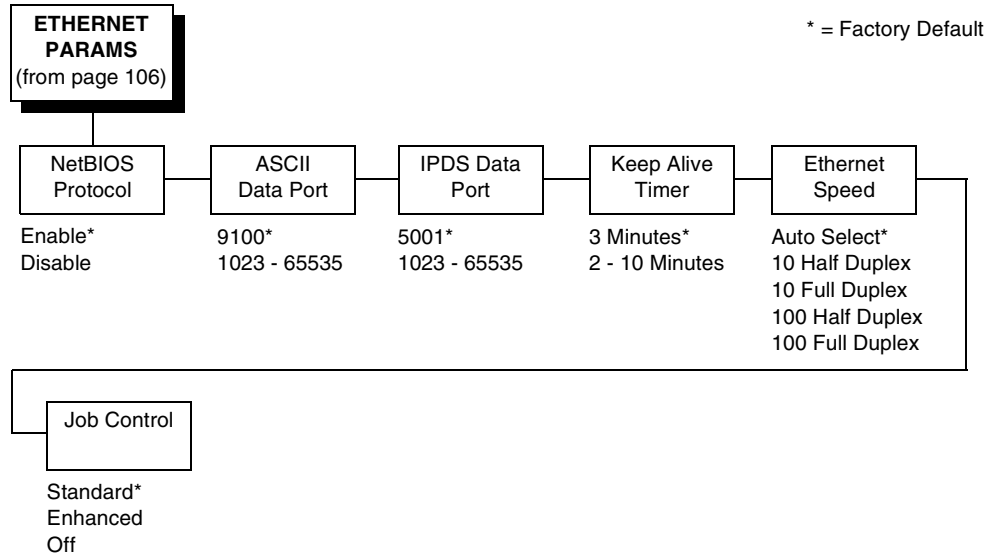 ETHERNET
PARAMS
(from page 106)
* = Factory Default
NetBIOS
Protocol
Enable*
Disable
ASCII
Data Port
9100*
1023 - 65535
IPDS Data
Port
5001*
1023 - 65535
Keep Alive
Timer
3 Minutes*
2 - 10 Minutes
Ethernet
Speed
Auto Select*
10 Half Duplex
10 Full Duplex
100 Half Duplex
100 Full Duplex
Job Control
Standard*
Enhanced
Off